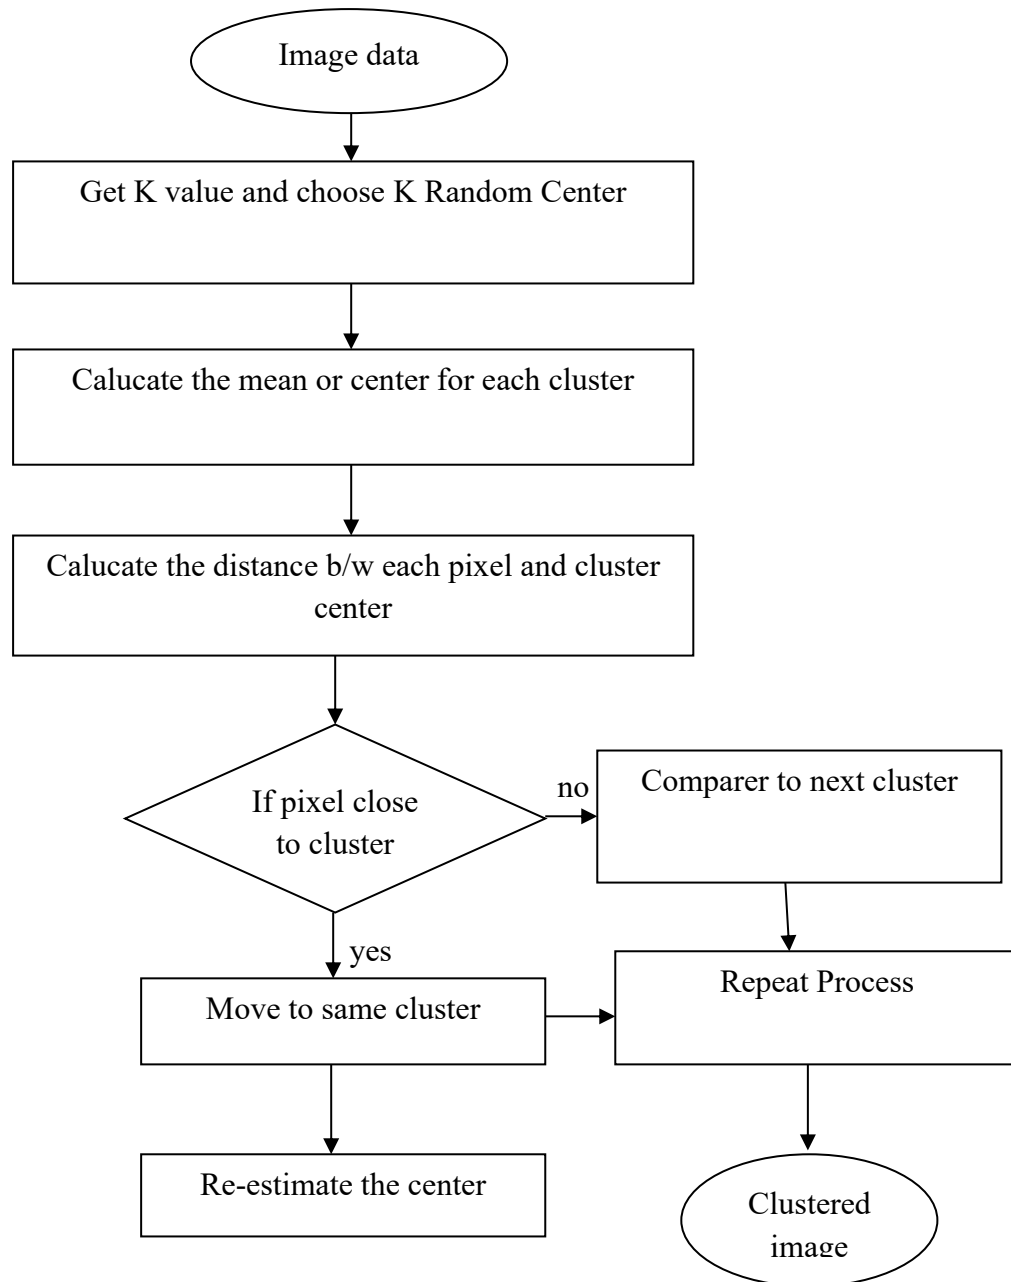 Image data
Get K value and choose K Random Center
Calucate the mean or center for each cluster
Calucate the distance b/w each pixel and cluster
center
If pixel close
to cluster
no
Comparer to next cluster
yes
Move to same cluster
Repeat Process
Re-estimate the center
Clustered
image